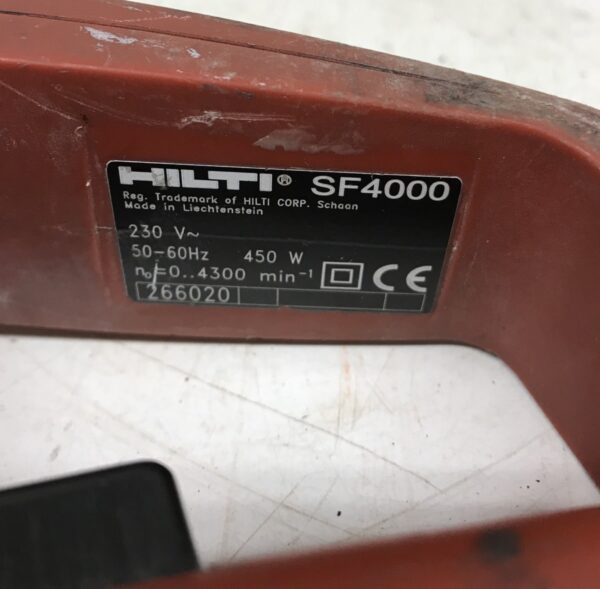 HILTI® SF4000
Reg. Trademark of HILTI CORP. Schaan
Made in Liechtenstein
230 V~
50-60Hz 450 W
n₀=0..4300 min⁻¹ CE
266020